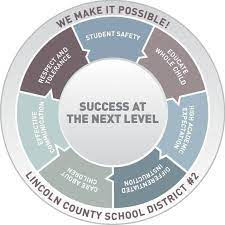 WE MAKE IT POSSIBLE!
STUDENT SAFETY
EDUCATE
WHOLE CHILD
HIGH ACADEMIC
EXPECTATION
DIFFERENTIATED
INSTRUCTION
CARE ABOUT
CHILDREN
EFFECTIVE
COMMUNICATION
RESPECT AND
TOLERANCE
SUCCESS AT
THE NEXT LEVEL
LINCOLN COUNTY SCHOOL DISTRICT #2